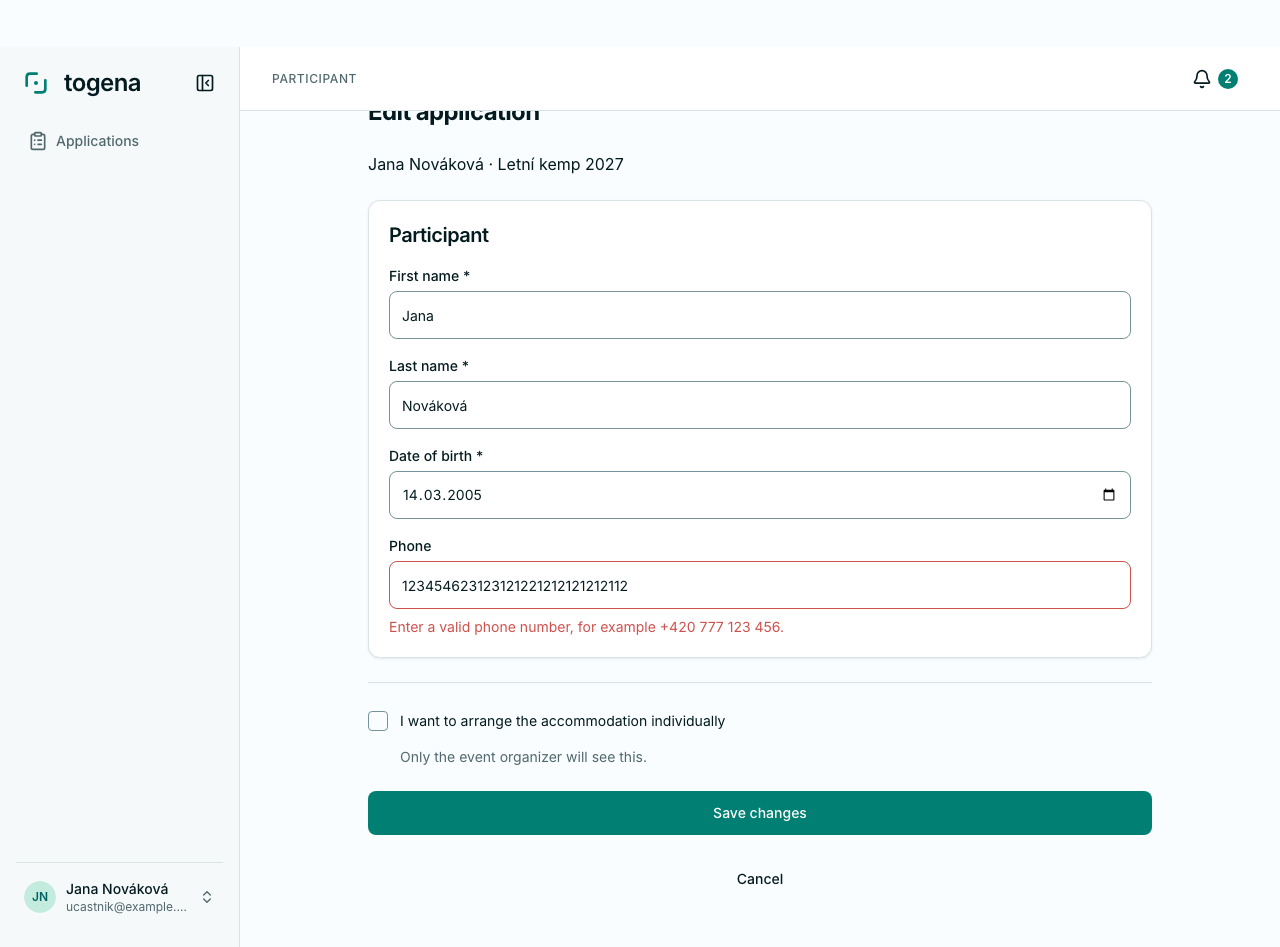 togena
PARTICIPANT
2
Applications
Edit application
Jana Nováková · Letní kemp 2027
Participant
First name *
Jana
Last name *
Nováková
Date of birth *
14.03.2005
Phone
1234546231231212212121212121112
Enter a valid phone number, for example +420 777 123 456.
I want to arrange the accommodation individually
Only the event organizer will see this.
Save changes
Cancel
JN
Jana Nováková
ucastnik@example....